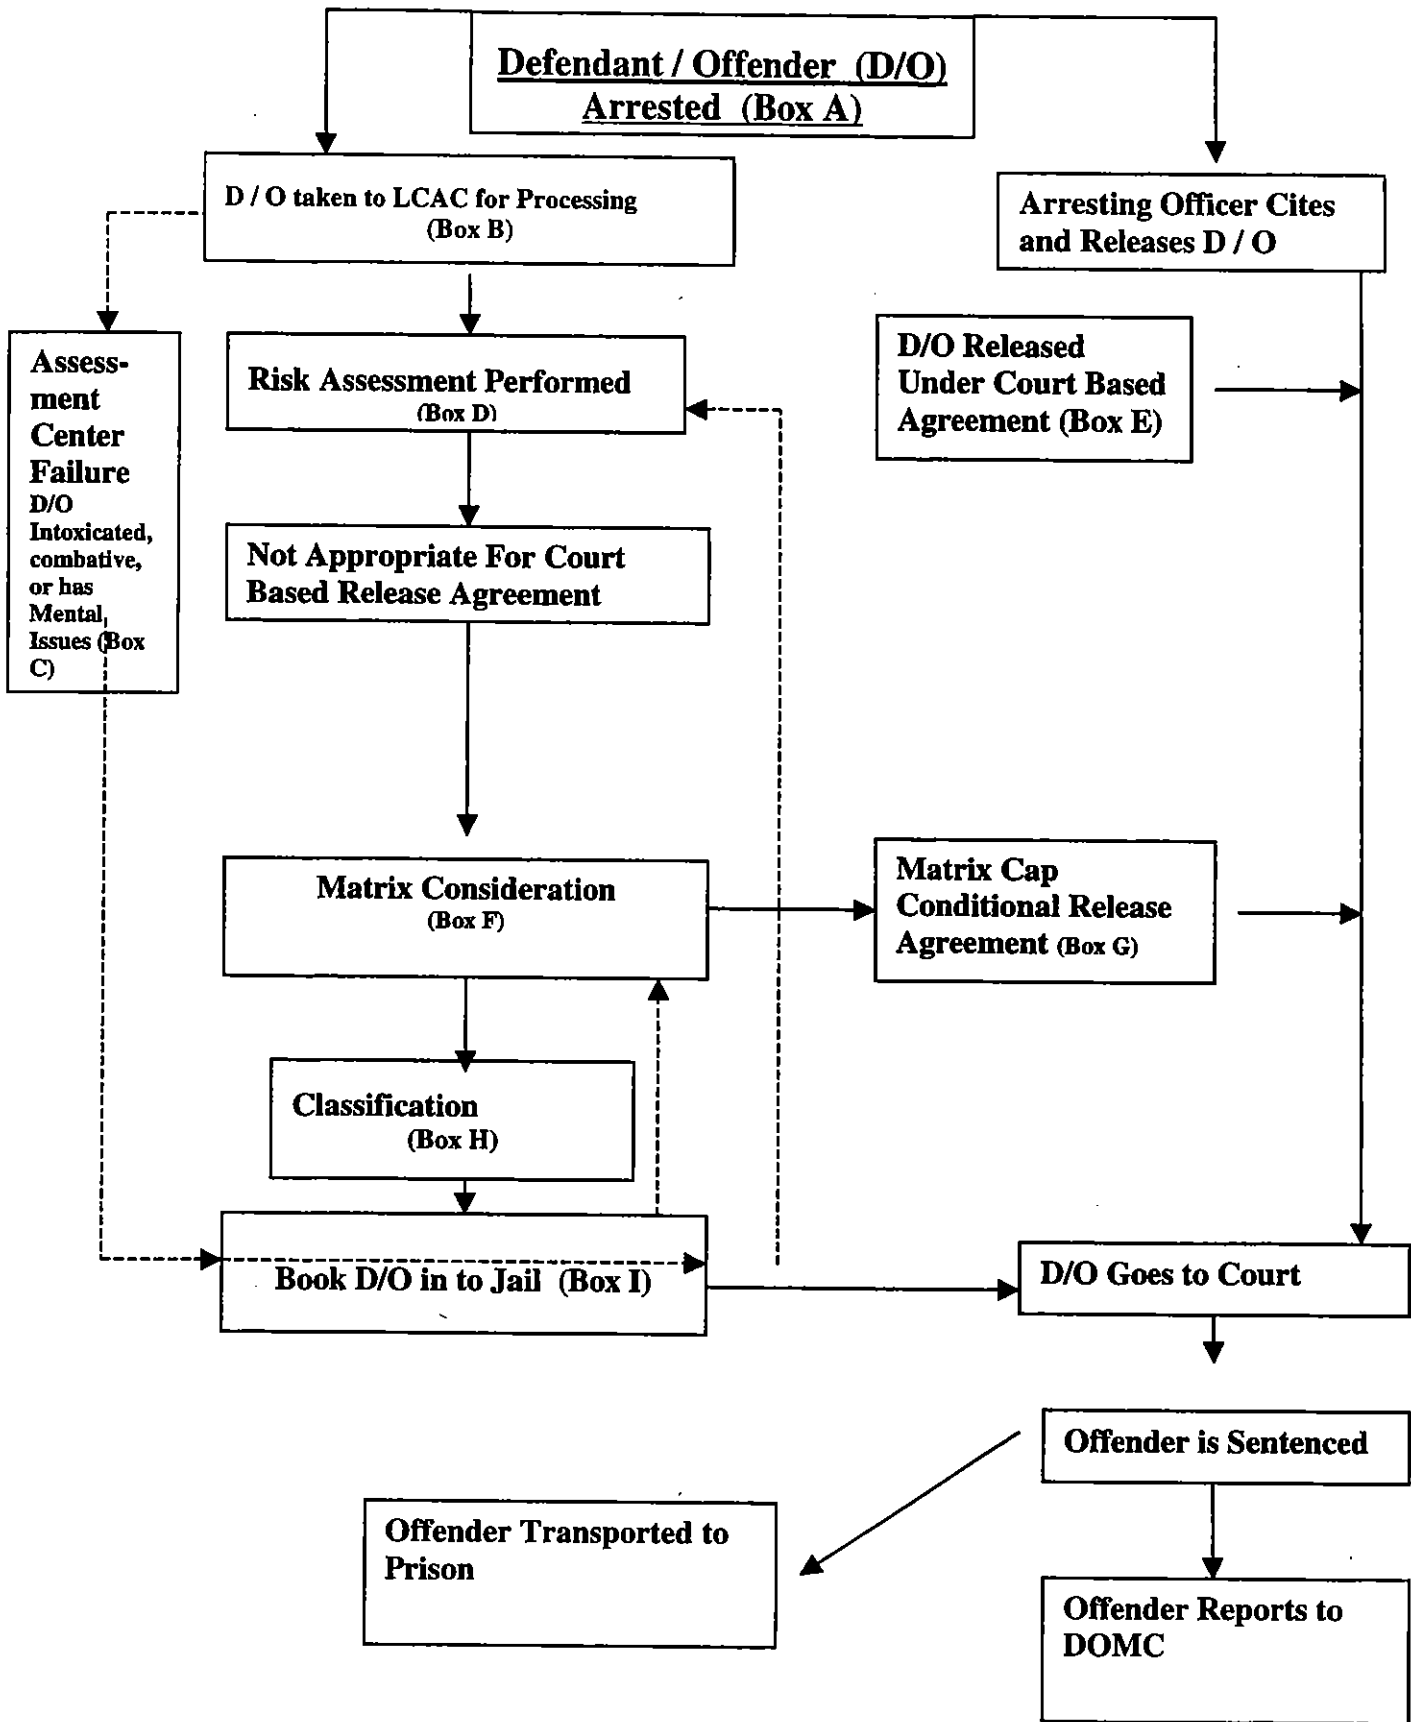 Defendant / Offender (D/O)
Arrested (Box A)
D / O taken to LCAC for Processing
(Box B)
Arresting Officer Cites
and Releases D / O
Assess-
ment
Center
Failure
D/O
Intoxicated,
combative,
or has
Mental
Issues (Box
C)
Risk Assessment Performed
(Box D)
D/O Released
Under Court Based
Agreement (Box E)
Not Appropriate For Court
Based Release Agreement
Matrix Consideration
(Box F)
Matrix Cap
Conditional Release
Agreement (Box G)
Classification
(Box H)
Book D/O in to Jail (Box I)
D/O Goes to Court
Offender is Sentenced
Offender Transported to
Prison
Offender Reports to
DOMC